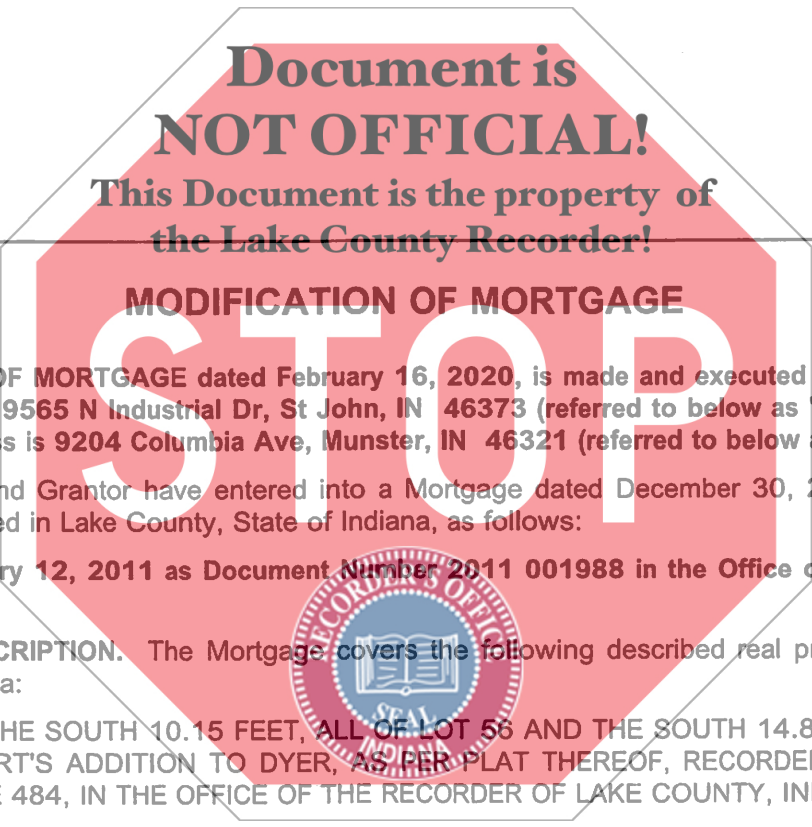 Document is
NOT OFFICIAL!
This Document is the property of
the Lake County Recorder!
MODIFICATION OF MORTGAGE
STOP
OF MORTGAGE dated February 16, 2020, is made and executed
9565 N Industrial Dr, St John, IN 46373 (referred to below as "
ss is 9204 Columbia Ave, Munster, IN 46321 (referred to below a
nd Grantor have entered into a Mortgage dated December 30, 2
ed in Lake County, State of Indiana, as follows:
ry 12, 2011 as Document Number 2011 001988 in the Office o
RECORDER'S OFFICE
CRIPTION. The Mortgage covers the following described real pr
a:
SEAL
INDIANA
HE SOUTH 10.15 FEET, ALL OF LOT 56 AND THE SOUTH 14.8
RT'S ADDITION TO DYER, AS PER PLAT THEREOF, RECORDE
E 484, IN THE OFFICE OF THE RECORDER OF LAKE COUNTY, IN